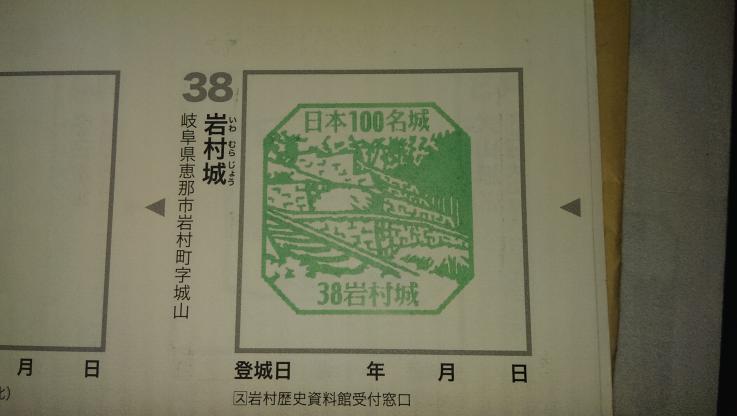 38
岩村城
いわ むら じょう
岐阜県恵那市岩村町字城山
日本100名城
38岩村城
登城日 年 月 日
ス岩村歴史資料館受付窓口
月 日